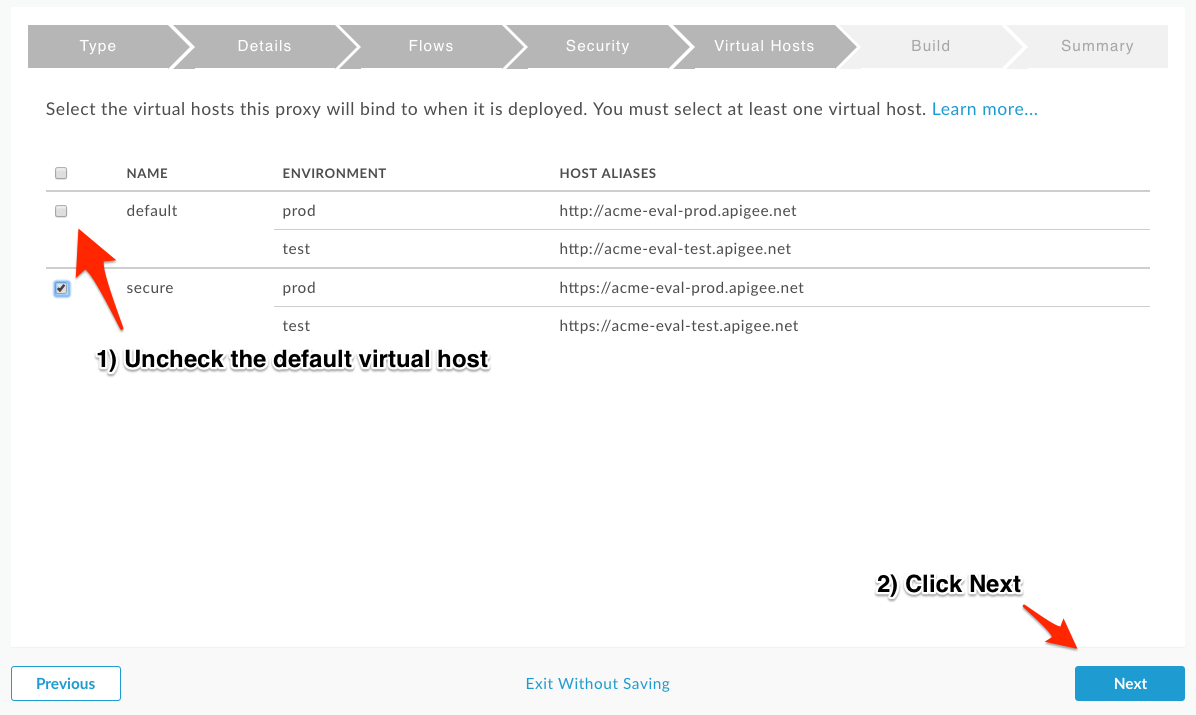 Type Details Flows Security Virtual Hosts Build Summary
Select the virtual hosts this proxy will bind to when it is deployed. You must select at least one virtual host. Learn more...
NAME ENVIRONMENT HOST ALIASES
default prod http://acme-eval-prod.apigee.net
test http://acme-eval-test.apigee.net
secure prod https://acme-eval-prod.apigee.net
test https://acme-eval-test.apigee.net
1) Uncheck the default virtual host
2) Click Next
Previous Exit Without Saving Next